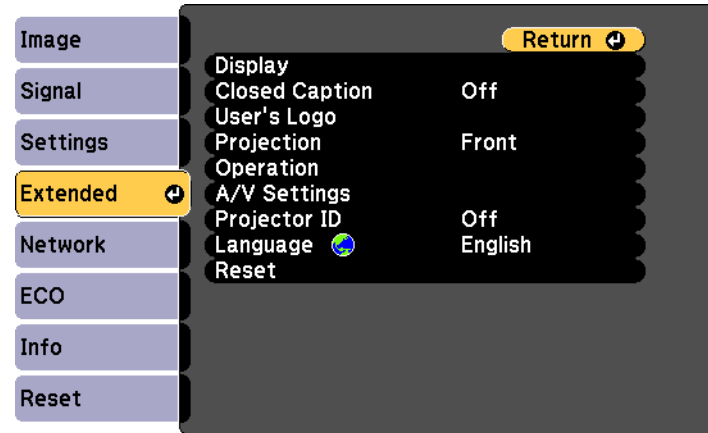 Image
Signal
Settings
Extended
Network
ECO
Info
Reset
Return
Display
Closed Caption Off
User's Logo
Projection Front
Operation
A/V Settings
Projector ID Off
Language English
Reset